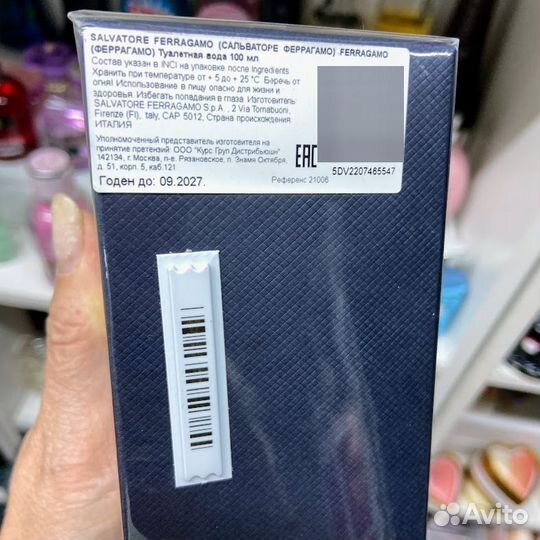 SALVATORE FERRAGAMO (САЛЬВАТОРЕ ФЕРРАГАМО) FERRAGAMO
(ФЕРРАГАМО) Туалетная вода 100 мл
Состав указан в INCI на упаковке после Ingredients.
Хранить при температуре от + 5 до + 25 °C. Беречь от
огня! Использование в пищу опасно для жизни и
здоровья. Избегать попадания в глаза. Изготовитель:
SALVATORE FERRAGAMO S.p.A. , 2 Via Tornabuoni,
Firenze (FI), Italy, CAP 5012, Страна происхождения:
ИТАЛИЯ
Уполномоченный представитель изготовителя на
принятие претензий: ООО "Курс Груп Дистрибьюшн"
142134, г. Москва, п-е. Рязановское, п. Знамя Октября,
д. 51, корп. 5, каб.121
EAC
5DV2207465547
Годен до: 09.2027.
Референс 21006
Avito